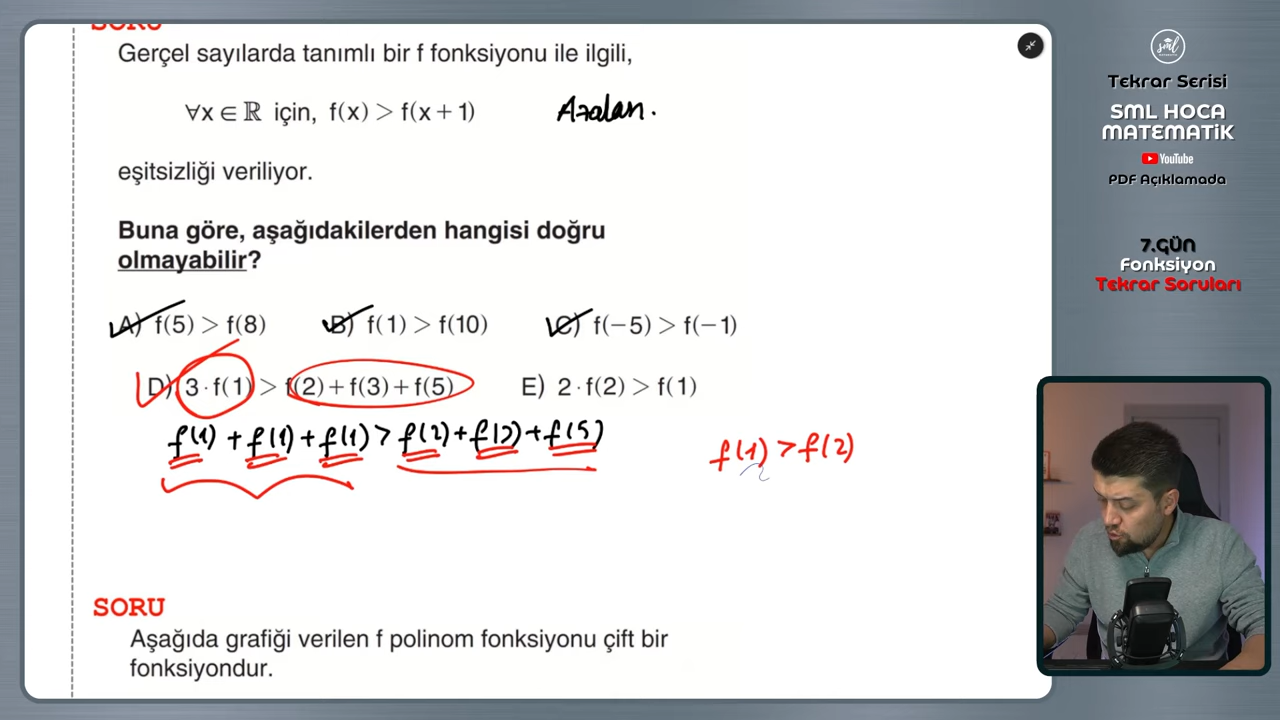 SORU
Gerçel sayılarda tanımlı bir f fonksiyonu ile ilgili,
∀x ∈ ℝ için, f(x) > f(x + 1)
Azalan.
eşitsizliği veriliyor.
Buna göre, aşağıdakilerden hangisi doğru
olmayabilir?
A) f(5) > f(8) B) f(1) > f(10) C) f(−5) > f(−1)
D) 3 · f(1) > f(2) + f(3) + f(5) E) 2 · f(2) > f(1)
f(1) + f(1) + f(1) > f(2) + f(3) + f(5)
f(1) > f(2)
SORU
Aşağıda grafiği verilen f polinom fonksiyonu çift bir
fonksiyondur.
sml
Tekrar Serisi
SML HOCA
MATEMATİK
YouTube
PDF Açıklamada
7.GÜN
Fonksiyon
Tekrar Soruları